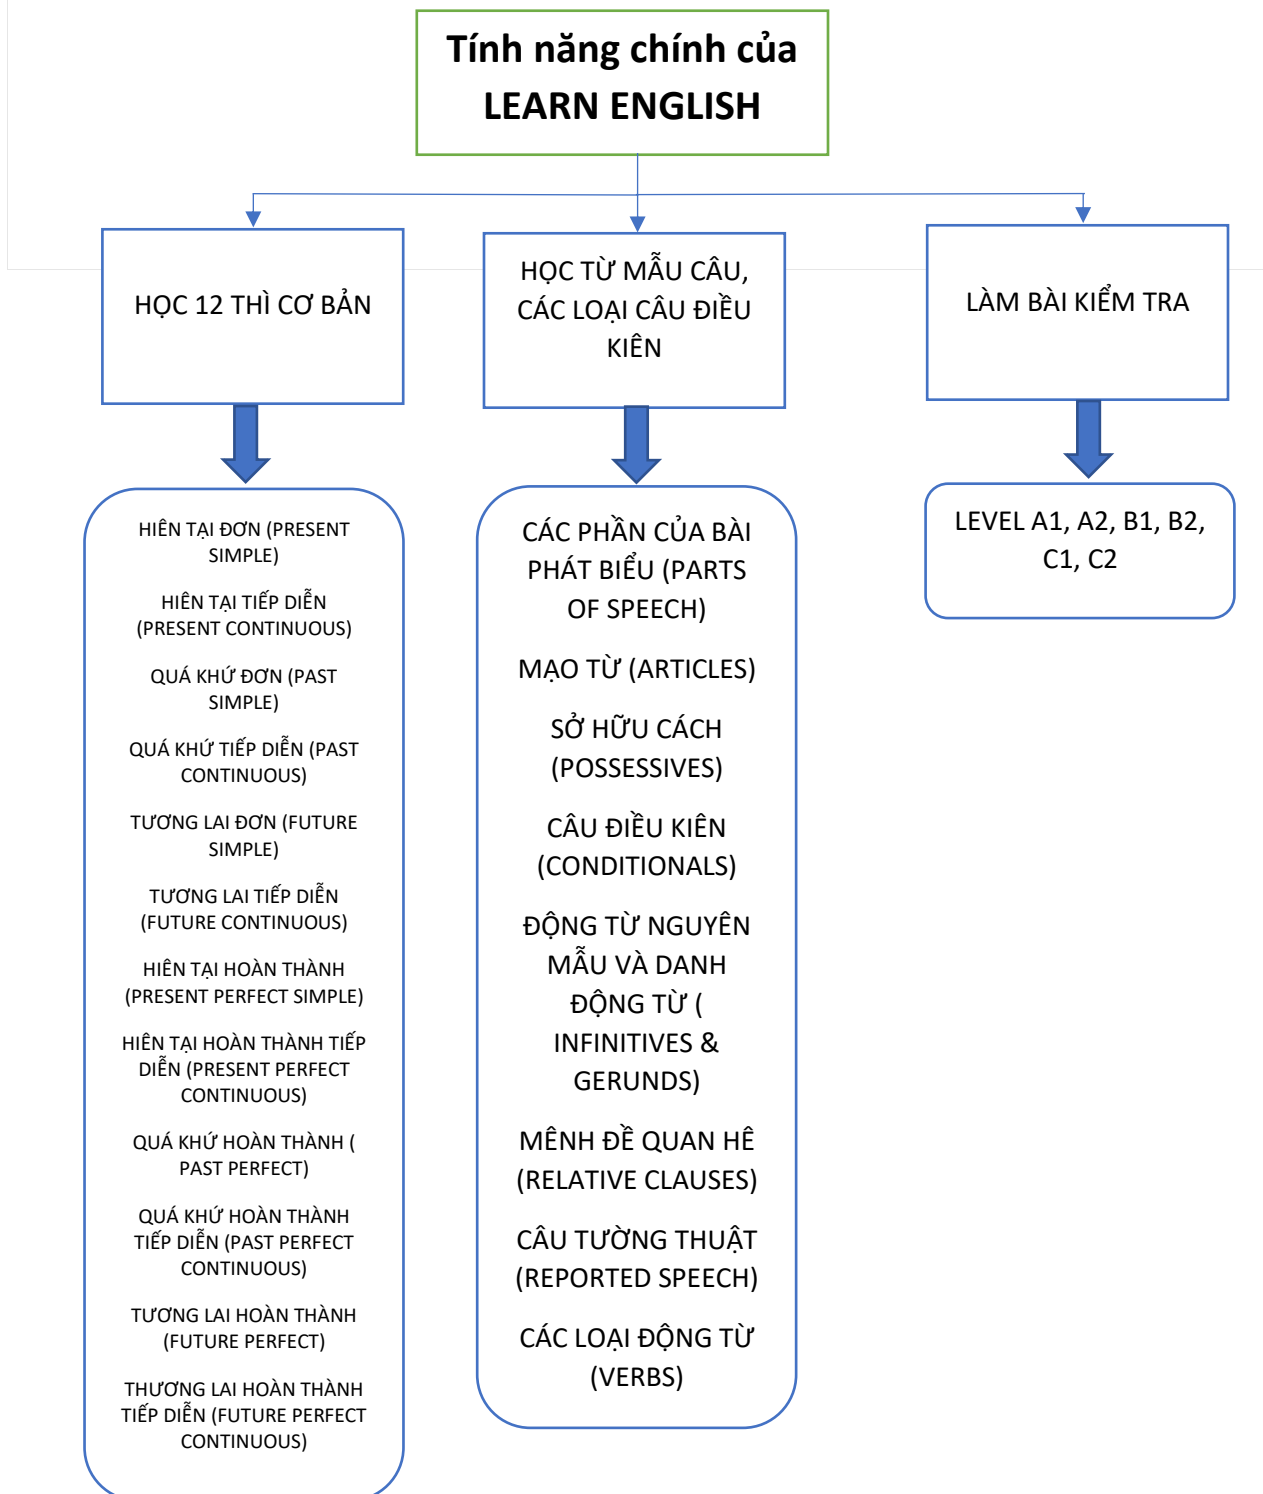 Tính năng chính của
LEARN ENGLISH
HỌC 12 THÌ CƠ BẢN
HỌC TỪ MẪU CÂU,
CÁC LOẠI CÂU ĐIỀU
KIÊN
LÀM BÀI KIỂM TRA
HIÊN TẠI ĐƠN (PRESENT
SIMPLE)
HIÊN TẠI TIẾP DIỄN
(PRESENT CONTINUOUS)
QUÁ KHỨ ĐƠN (PAST
SIMPLE)
QUÁ KHỨ TIẾP DIỄN (PAST
CONTINUOUS)
TƯƠNG LAI ĐƠN (FUTURE
SIMPLE)
TƯƠNG LAI TIẾP DIỄN
(FUTURE CONTINUOUS)
HIÊN TẠI HOÀN THÀNH
(PRESENT PERFECT SIMPLE)
HIÊN TẠI HOÀN THÀNH TIẾP
DIỄN (PRESENT PERFECT
CONTINUOUS)
QUÁ KHỨ HOÀN THÀNH (
PAST PERFECT)
QUÁ KHỨ HOÀN THÀNH
TIẾP DIỄN (PAST PERFECT
CONTINUOUS)
TƯƠNG LAI HOÀN THÀNH
(FUTURE PERFECT)
THƯƠNG LAI HOÀN THÀNH
TIẾP DIỄN (FUTURE PERFECT
CONTINUOUS)
CÁC PHẦN CỦA BÀI
PHÁT BIỂU (PARTS
OF SPEECH)
MẠO TỪ (ARTICLES)
SỞ HỮU CÁCH
(POSSESSIVES)
CÂU ĐIỀU KIÊN
(CONDITIONALS)
ĐỘNG TỪ NGUYÊN
MẪU VÀ DANH
ĐỘNG TỪ (
INFINITIVES &
GERUNDS)
MÊNH ĐỀ QUAN HÊ
(RELATIVE CLAUSES)
CÂU TƯỜNG THUẬT
(REPORTED SPEECH)
CÁC LOẠI ĐỘNG TỪ
(VERBS)
LEVEL A1, A2, B1, B2,
C1, C2